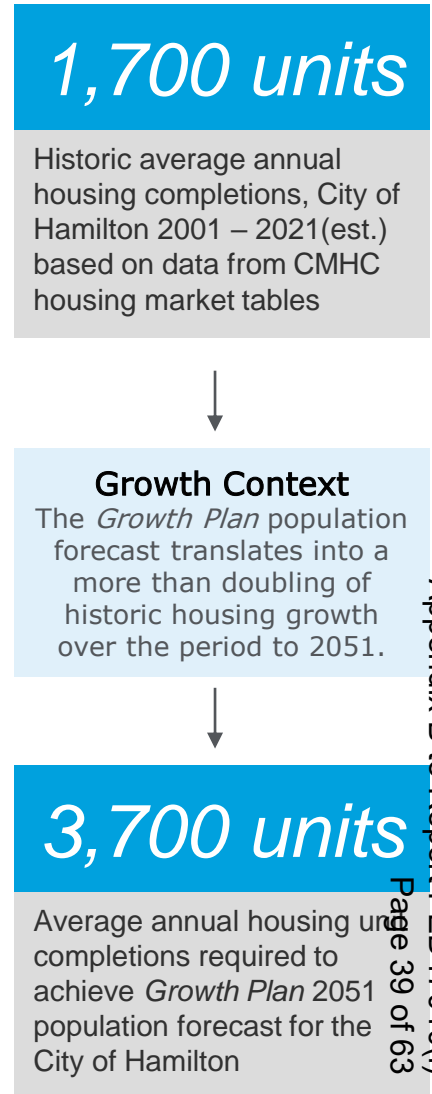 1,700 units
Historic average annual
housing completions, City of
Hamilton 2001 – 2021(est.)
based on data from CMHC
housing market tables
Growth Context
The Growth Plan population
forecast translates into a
more than doubling of
historic housing growth
over the period to 2051.
3,700 units
Average annual housing unit
completions required to
achieve Growth Plan 2051
population forecast for the
City of Hamilton
Page 39 of 63